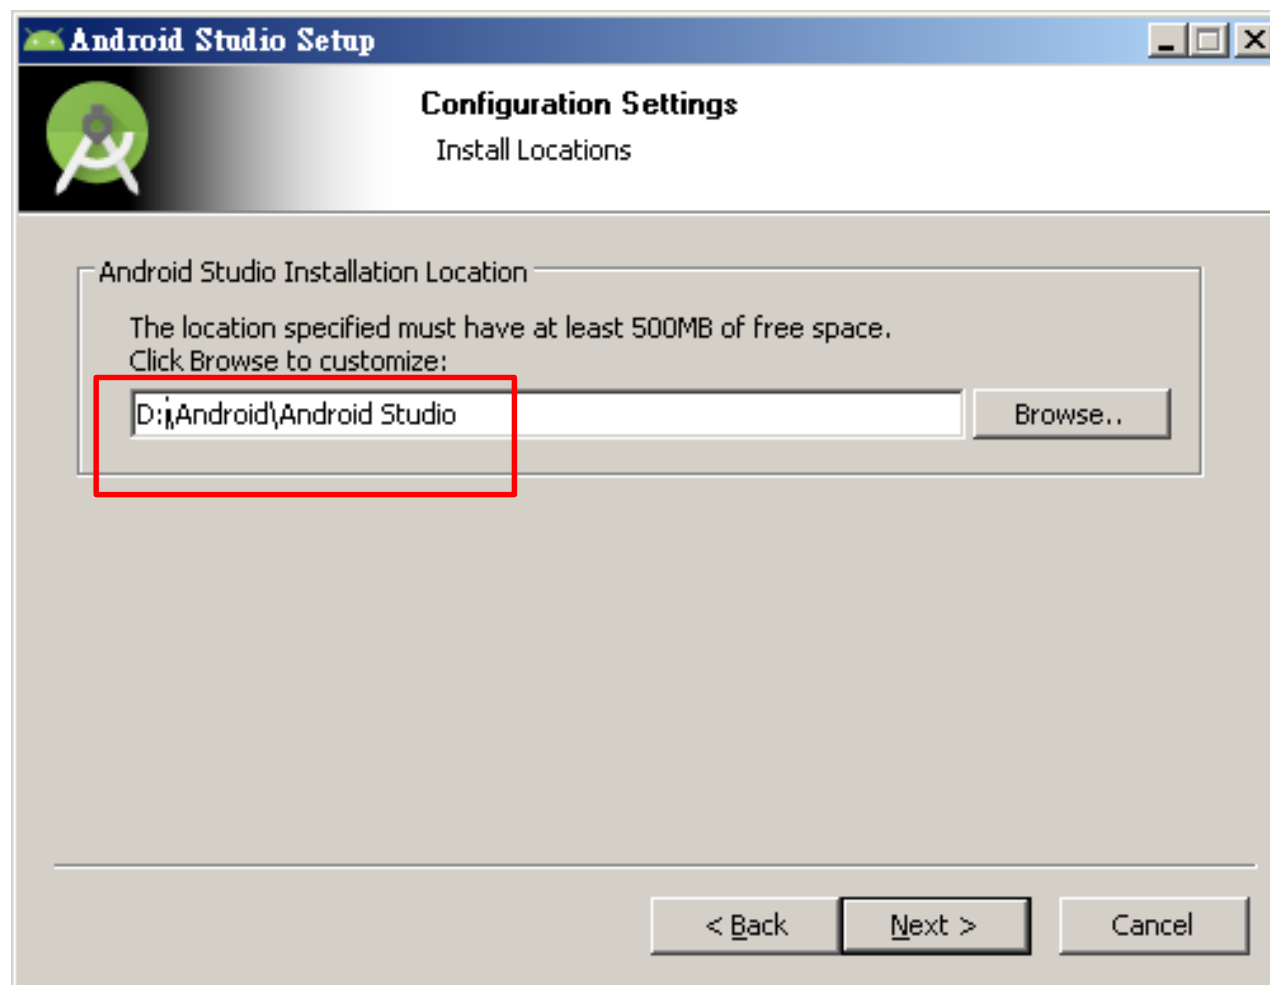 Android Studio Setup
Configuration Settings
Install Locations
Android Studio Installation Location
The location specified must have at least 500MB of free space.
Click Browse to customize:
D:\Android\Android Studio
Browse..
< Back
Next >
Cancel